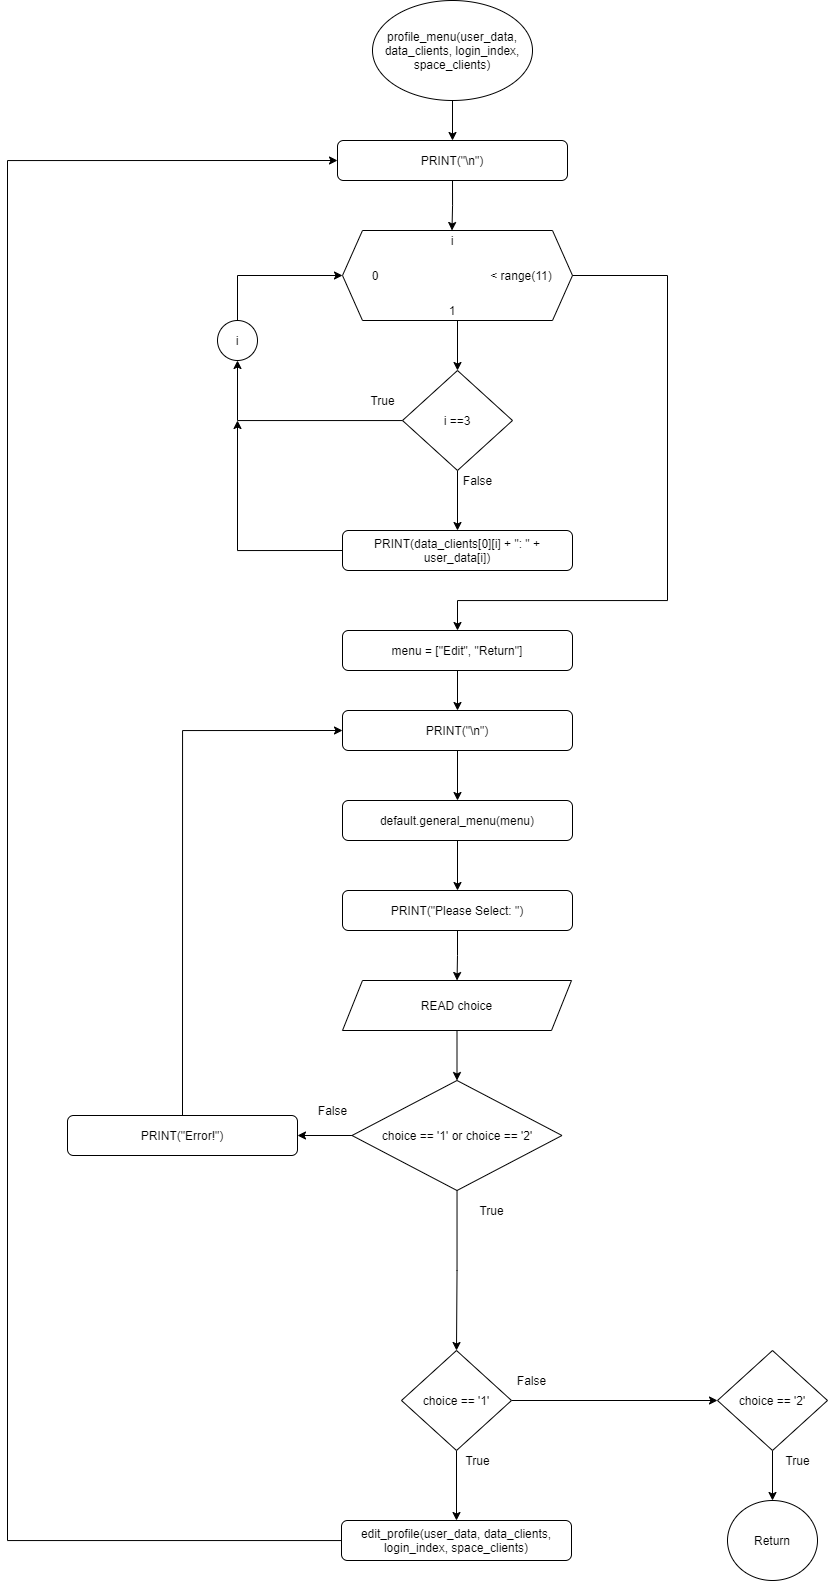 profile_menu(user_data,
data_clients, login_index,
space_clients)
PRINT("\n")
i
0
< range(11)
1
i
True
i ==3
False
PRINT(data_clients[0][i] + ": " +
user_data[i])
menu = ["Edit", "Return"]
PRINT("\n")
default.general_menu(menu)
PRINT("Please Select: ")
READ choice
False
PRINT("Error!")
choice == '1' or choice == '2'
True
False
choice == '1'
choice == '2'
True
True
edit_profile(user_data, data_clients,
login_index, space_clients)
Return